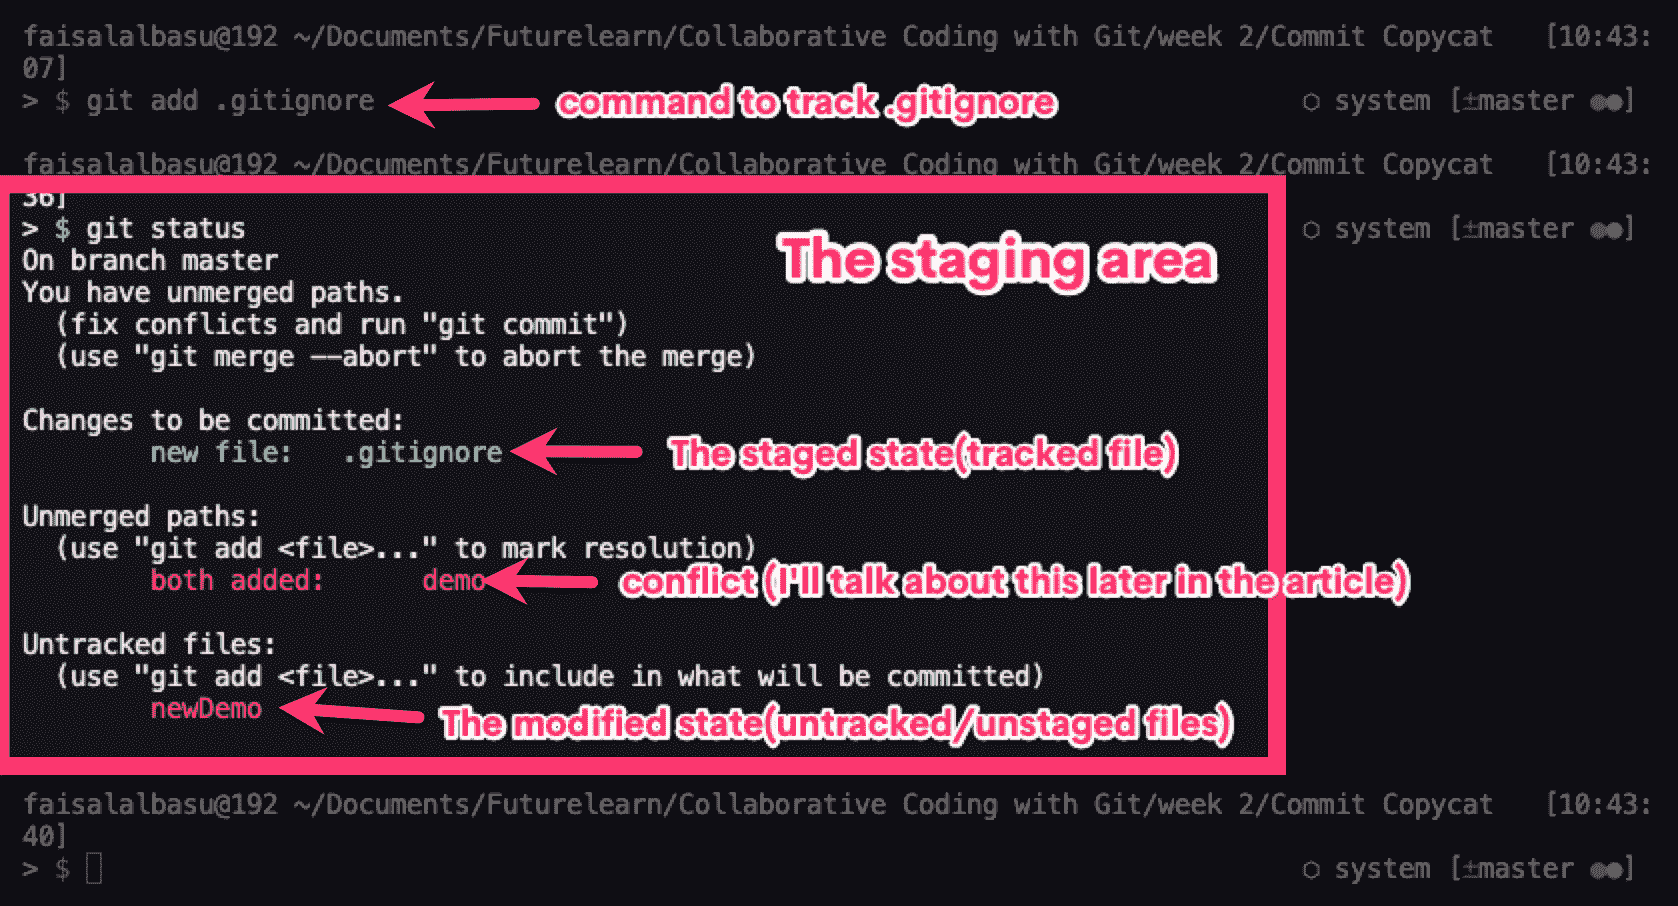 faisalalbasu@192 ~/Documents/Futurelearn/Collaborative Coding with Git/week 2/Commit Copycat [10:43:
07]
> $ git add .gitignore command to track .gitignore ⬡ system [±master ●●]
faisalalbasu@192 ~/Documents/Futurelearn/Collaborative Coding with Git/week 2/Commit Copycat [10:43:
36]
> $ git status ⬡ system [±master ●●]
The staging area
On branch master
You have unmerged paths.
(fix conflicts and run "git commit")
(use "git merge --abort" to abort the merge)
Changes to be committed:
new file: .gitignore The staged state(tracked file)
Unmerged paths:
(use "git add <file>..." to mark resolution)
both added: demo conflict (I'll talk about this later in the article)
Untracked files:
(use "git add <file>..." to include in what will be committed)
newDemo The modified state(untracked/unstaged files)
faisalalbasu@192 ~/Documents/Futurelearn/Collaborative Coding with Git/week 2/Commit Copycat [10:43:
40]
> $ ⬡ system [±master ●●]